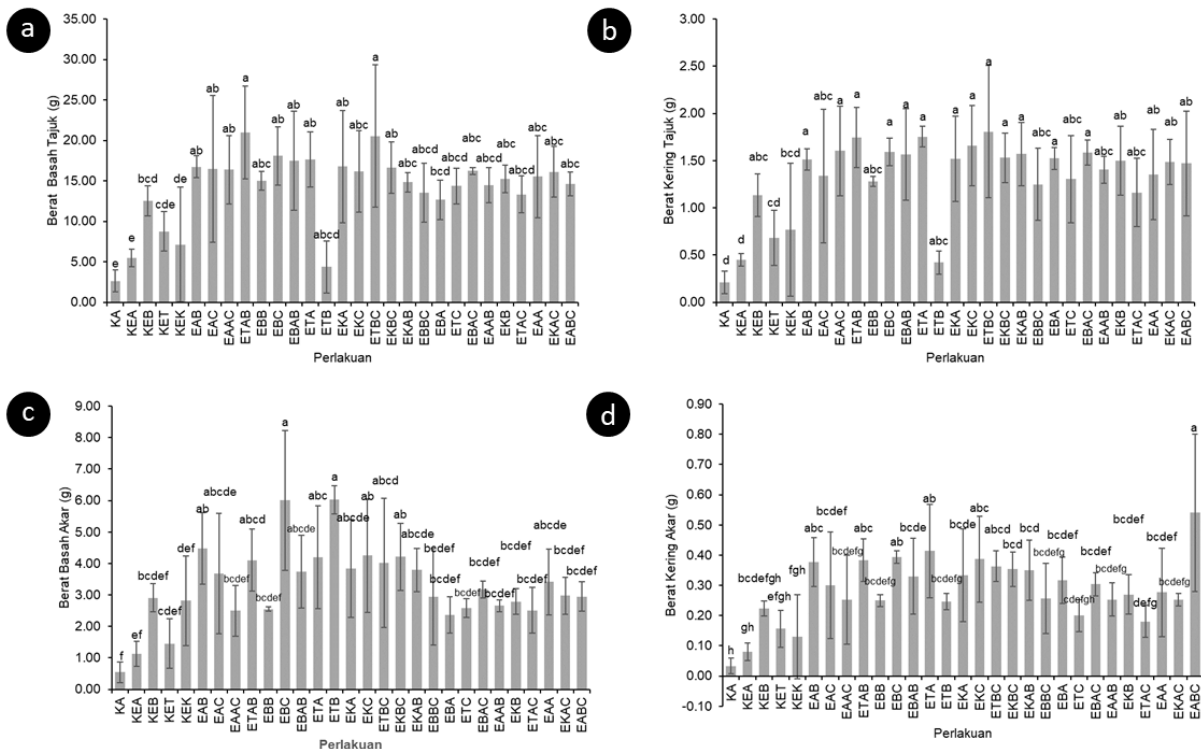 a
Berat Basah Tajuk (g)
35.00
30.00
25.00
20.00
15.00
10.00
5.00
0.00
e e bcd cde de ab ab ab a abc ab ab ab abcd ab ab a ab abc abc abc abc abc abc abc abc ab abc abc
KA KEA KEB KET KEK EAB EAC EAAC ETAB EBB EBC EBAB ETA ETB EKA EKC ETBC EKBC EKAB EBBC EBA ETC EBAC EAAB EKB ETAC EAA EKAC EABC
Perlakuan
b
Berat Kering Tajuk (g)
3.00
2.50
2.00
1.50
1.00
0.50
0.00
d d abc cd bcd a abc a a abc a a a abc a a a a a abc a abc a abc ab abc ab ab ab
KA KEA KEB KET KEK EAB EAC EAAC ETAB EBB EBC EBAB ETA ETB EKA EKC ETBC EKBC EKAB EBBC EBA ETC EBAC EAAB EKB ETAC EAA EKAC EABC
Perlakuan
c
Berat Basah Akar (g)
9.00
8.00
7.00
6.00
5.00
4.00
3.00
2.00
1.00
0.00
f ef bcdef cdef def ab abcde bcdef abcd bcdef a abcde abc a abcde ab abcd ab abcdef bcdef bcdef bcdef bcdef bcdef bcdef bcdef abcdef bcdef bcdef
KA KEA KEB KET KEK EAB EAC EAAC ETAB EBB EBC EBAB ETA ETB EKA EKC ETBC EKBC EKAB EBBC EBA ETC EBAC EAAB EKB ETAC EAA EKAC EABC
Perlakuan
d
Berat Kering Akar (g)
0.90
0.80
0.70
0.60
0.50
0.40
0.30
0.20
0.10
0.00
-0.10
h gh bcdefgh efgh fgh abc bcdef bcdefg abc bcdefg abc bcde ab bcdefg bcdef abc abc bcd bcd bcdefg bcdef cdefgh bcdef bcdefg bcdef defg bcdef bcdefg a
KA KEA KEB KET KEK EAB EAC EAAC ETAB EBB EBC EBAB ETA ETB EKA EKC ETBC EKBC EKAB EBBC EBA ETC EBAC EAAB EKB ETAC EAA EKAC EABC
Perlakuan